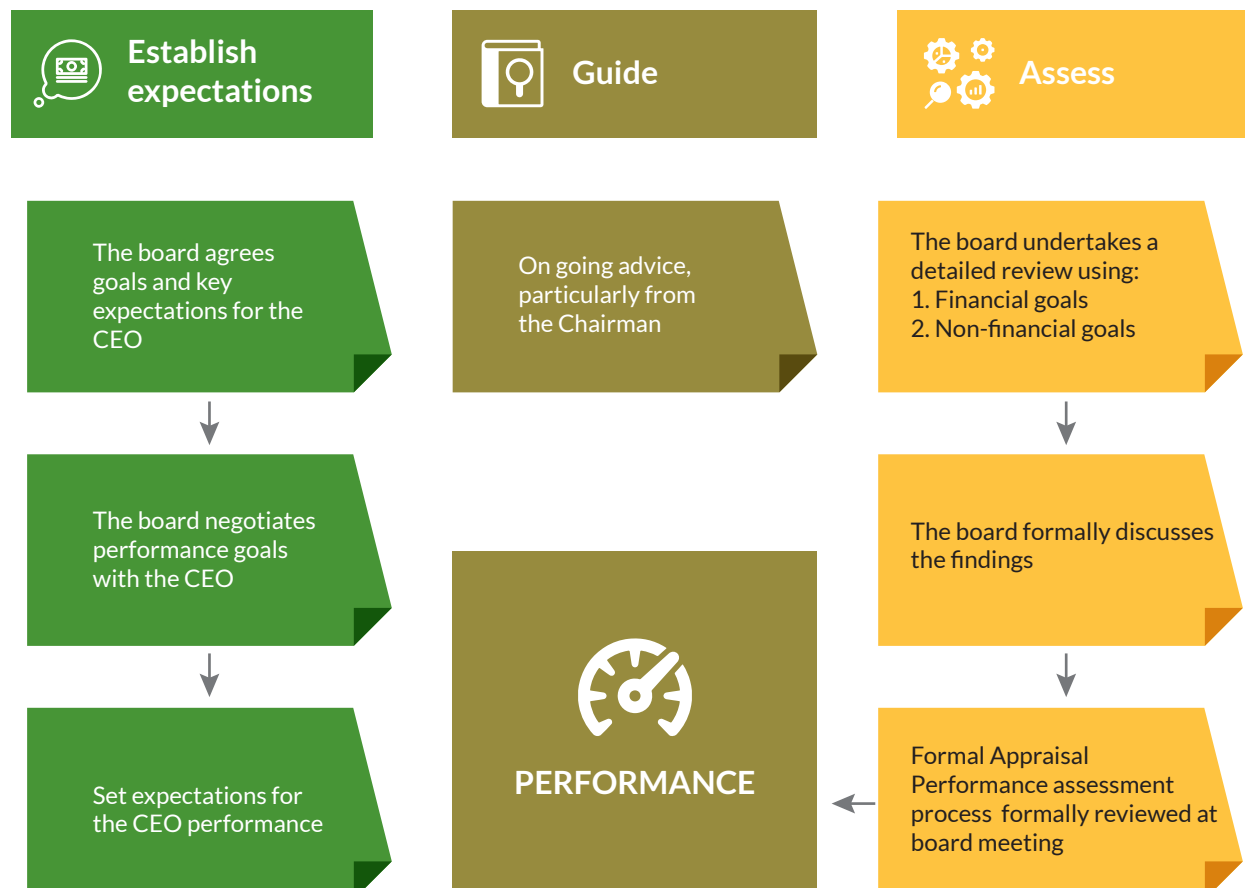 Establish
expectations
Guide
Assess
The board agrees
goals and key
expectations for the
CEO
On going advice,
particularly from
the Chairman
The board undertakes a
detailed review using:
1. Financial goals
2. Non-financial goals
The board negotiates
performance goals
with the CEO
The board formally discusses
the findings
Set expectations for
the CEO performance
PERFORMANCE
Formal Appraisal
Performance assessment
process  formally reviewed at
board meeting